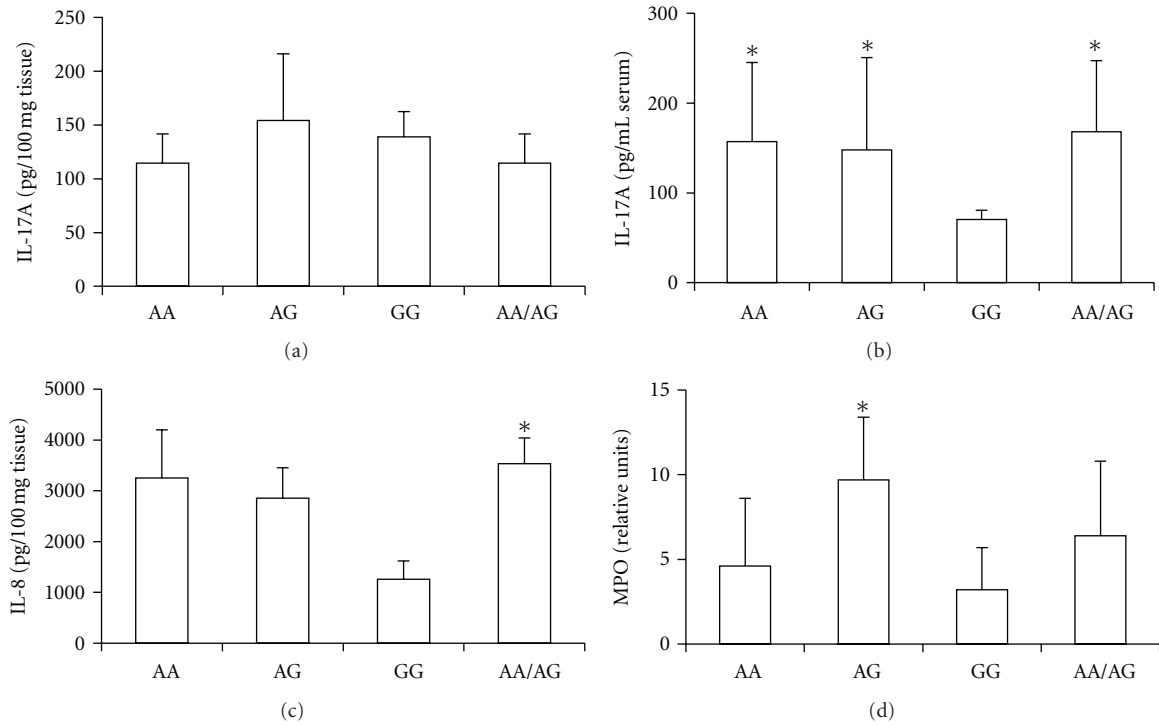 IL-17A (pg/100 mg tissue)
250
200
150
100
50
0
AA AG GG AA/AG
(a)
IL-17A (pg/mL serum)
300
200
100
0
* * *
AA AG GG AA/AG
(b)
IL-8 (pg/100 mg tissue)
5000
4000
3000
2000
1000
0
*
AA AG GG AA/AG
(c)
MPO (relative units)
15
10
5
0
*
AA AG GG AA/AG
(d)